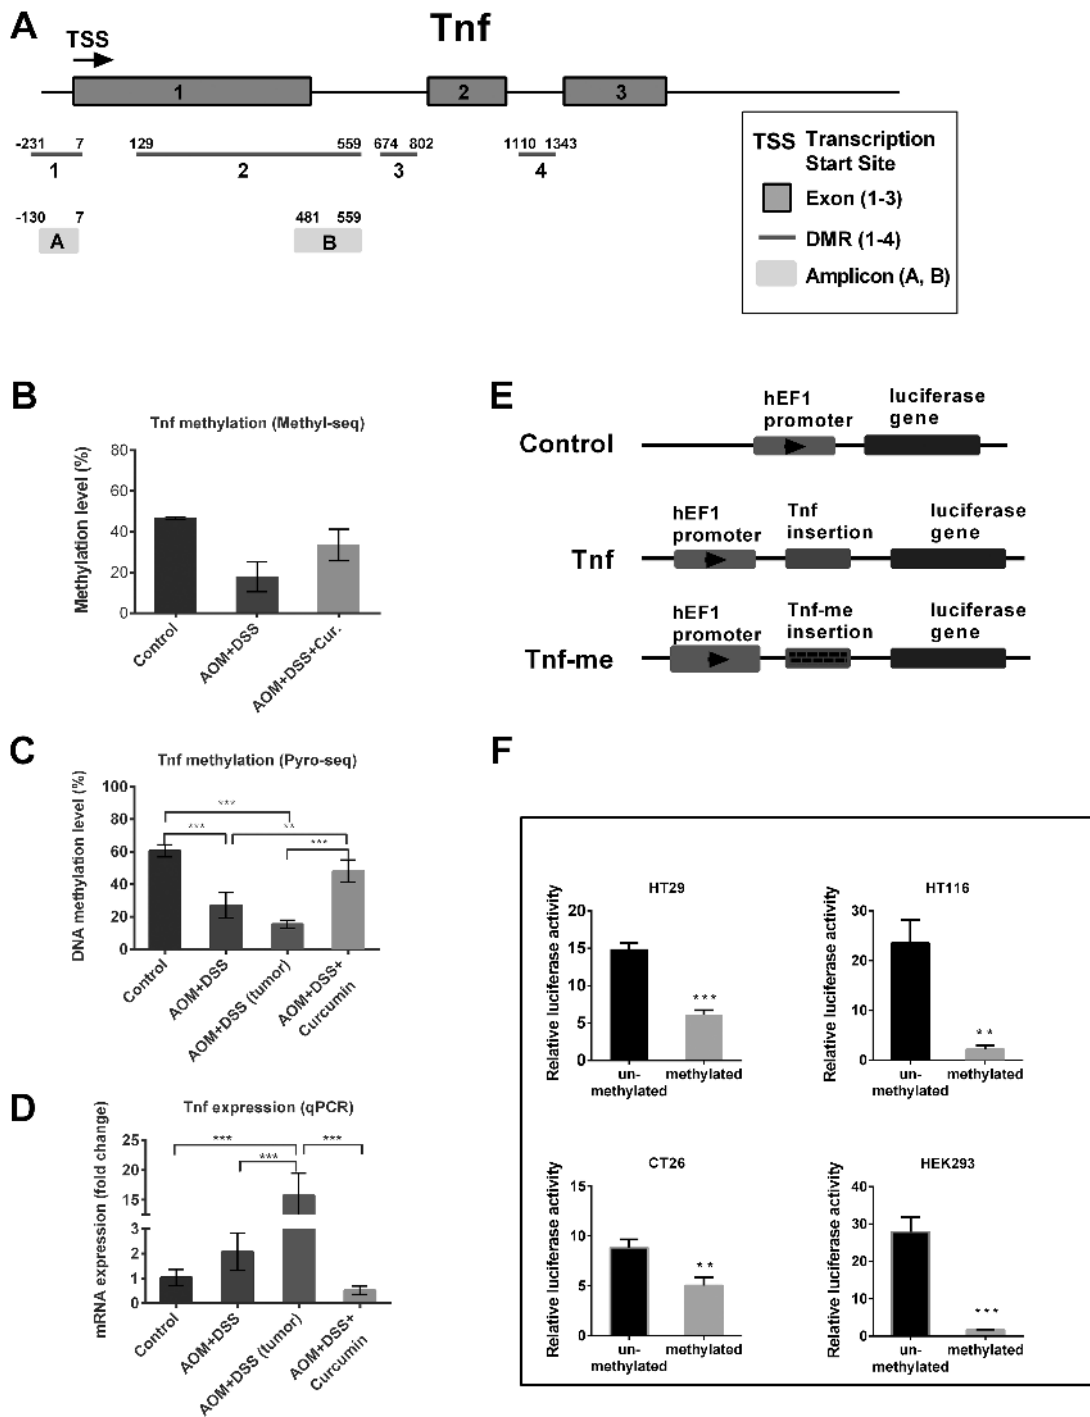 A
Tnf
TSS
1
2
3
-231 7 129 559 674 802 1110 1343
1 2 3 4
-130 7 481 559
A B
TSS Transcription
Start Site
Exon (1-3)
DMR (1-4)
Amplicon (A, B)
B
Tnf methylation (Methyl-seq)
Methylation level (%)
80
60
40
20
0
Control
AOM+DSS
AOM+DSS+Cur.
C
Tnf methylation (Pyro-seq)
DNA methylation level (%)
100
80
60
40
20
0
***
***
**
***
Control
AOM+DSS
AOM+DSS (tumor)
AOM+DSS+
Curcumin
D
Tnf expression (qPCR)
mRNA expression (fold change)
25
20
15
3
2
1
0
***
***
***
Control
AOM+DSS
AOM+DSS (tumor)
AOM+DSS+
Curcumin
E
hEF1
promoter
luciferase
gene
Control
hEF1
promoter
Tnf
insertion
luciferase
gene
Tnf
hEF1
promoter
Tnf-me
insertion
luciferase
gene
Tnf-me
F
HT29
Relative luciferase activity
20
15
10
5
0
***
un-
methylated
methylated
HT116
Relative luciferase activity
30
20
10
0
**
un-
methylated
methylated
CT26
Relative luciferase activity
15
10
5
0
**
un-
methylated
methylated
HEK293
Relative luciferase activity
40
30
20
10
0
***
un-
methylated
methylated